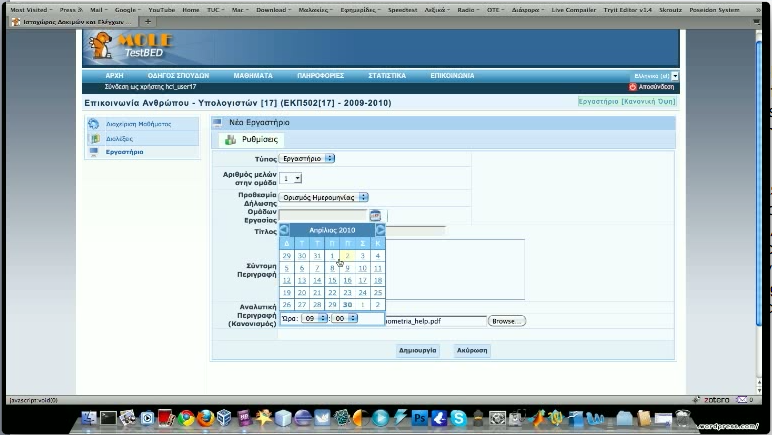 Most Visited Press it Mail Google YouTube TUC Mar. Download Μαλακίες Εφημερίδες Speedtest Λεξικά Radio OTE Διάφορα Live Compiler Tryit Editor v1.4 Skroutz Poseidon System
Ιστοχώρος Δοκιμών και Ελέγχων
MOLE
TestBED
ΑΡΧΗ ΟΔΗΓΟΣ ΣΠΟΥΔΩΝ ΜΑΘΗΜΑΤΑ ΠΛΗΡΟΦΟΡΙΕΣ ΣΤΑΤΙΣΤΙΚΑ ΕΠΙΚΟΙΝΩΝΙΑ Ελληνικα (el)
Σύνδεση ως χρήστης hci_user17 Αποσύνδεση
Επικοινωνία Ανθρώπου - Υπολογιστών [17] (ΕΚΠ502[17] - 2009-2010) Εργαστήριο [Κανονική Όψη]
Διαχείριση Μαθήματος
Διαλέξεις
Εργαστήριο
Νέα Εργαστήριο
Ρυθμίσεις
Τύπος Εργαστήριο
Αριθμός μελών στην ομάδα 1
Προθεσμία Δήλωσης Ομάδων Εργασίας Ορισμός Ημερομηνίας
Τίτλος
Απρίλιος 2010
Δ Τ Τ Π Π Σ Κ
29 30 31 1 2 3 4
5 6 7 8 9 10 11
12 13 14 15 16 17 18
19 20 21 22 23 24 25
26 27 28 29 30 1 2
Ώρα: 09 : 00
Σύντομη Περιγραφή
Αναλυτική Περιγραφή (Κανονισμός) iometria_help.pdf Browse...
Δημιουργία Ακύρωση
javascript:void(0) zotero
.wordpress.com/